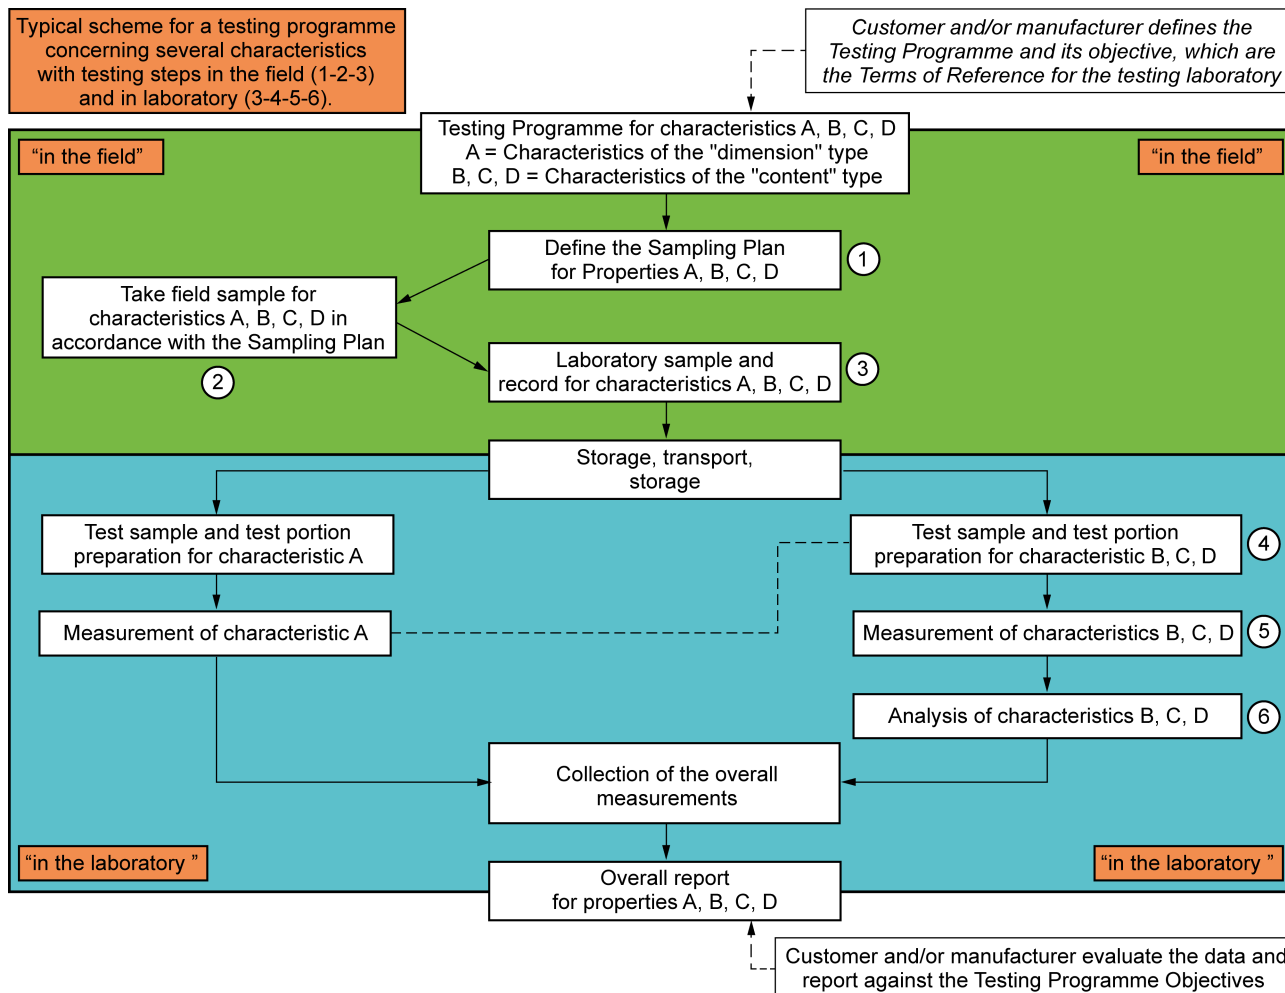 Typical scheme for a testing programme
concerning several characteristics
with testing steps in the field (1-2-3)
and in laboratory (3-4-5-6).
Customer and/or manufacturer defines the
Testing Programme and its objective, which are
the Terms of Reference for the testing laboratory
Testing Programme for characteristics A, B, C, D
A = Characteristics of the "dimension" type
B, C, D = Characteristics of the "content" type
“in the field”
“in the field”
Define the Sampling Plan
for Properties A, B, C, D
1
Take field sample for
characteristics A, B, C, D in
accordance with the Sampling Plan
2
Laboratory sample and
record for characteristics A, B, C, D
3
Storage, transport,
storage
Test sample and test portion
preparation for characteristic A
Test sample and test portion
preparation for characteristic B, C, D
4
Measurement of characteristic A
Measurement of characteristics B, C, D
5
Analysis of characteristics B, C, D
6
Collection of the overall
measurements
“in the laboratory ”
“in the laboratory ”
Overall report
for properties A, B, C, D
Customer and/or manufacturer evaluate the data and
report against the Testing Programme Objectives